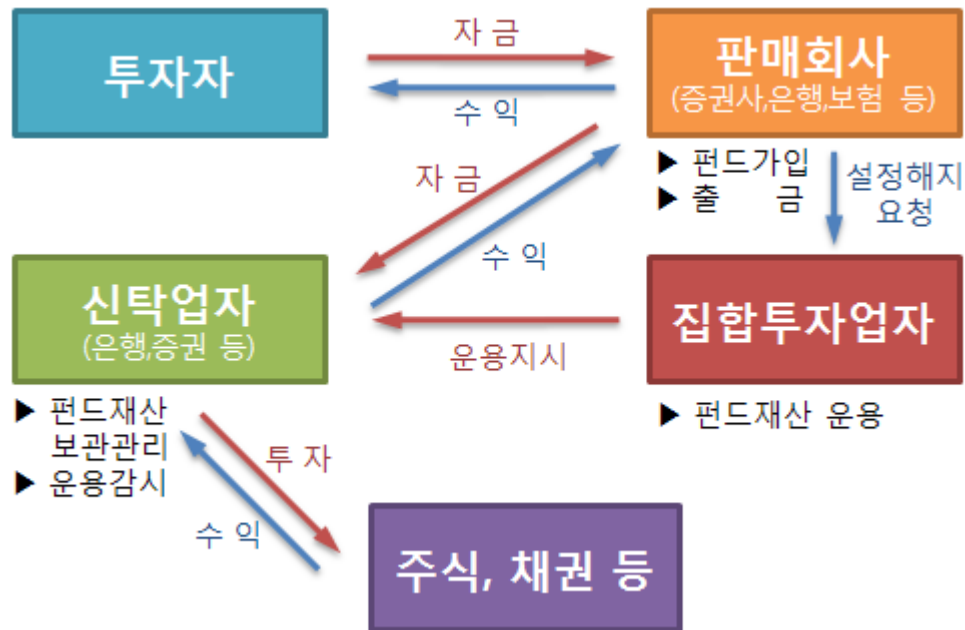 투자자
자 금
수 익
판매회사
(증권사,은행,보험 등)
▶ 펀드가입
▶ 출 금
설정해지
요청
자 금
수 익
신탁업자
(은행,증권 등)
운용지시
집합투자업자
▶ 펀드재산
보관관리
▶ 운용감시
▶ 펀드재산 운용
투 자
수 익
주식, 채권 등